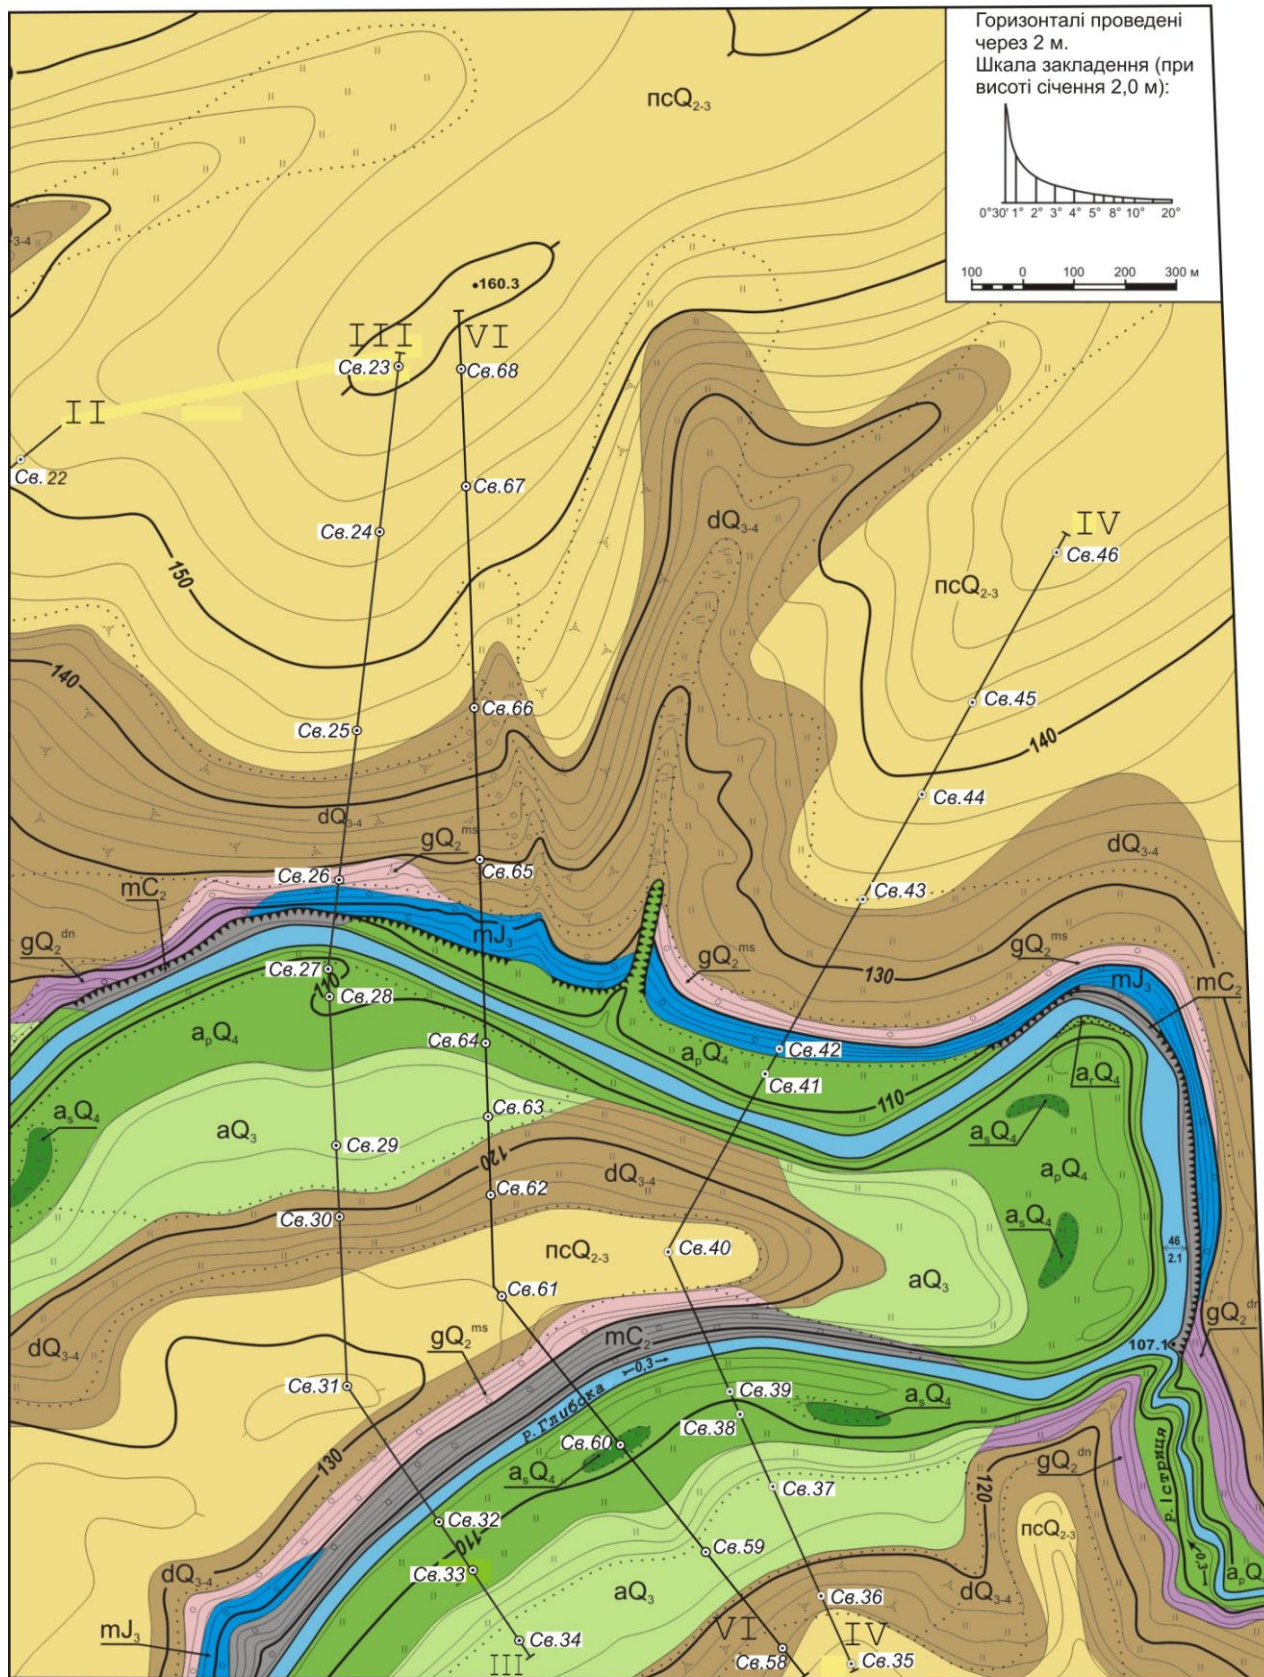 Горизонталі проведені
через 2 м.
Шкала закладення (при
висоті січення 2,0 м):
0°30' 1° 2° 3° 4° 5° 8° 10° 20°
100 0 100 200 300 м
псQ₂₋₃
₃₋₄
160.3
III
VI
Св.23
Св.68
II
Св. 22
Св.67
Св.24
dQ₃₋₄
IV
Св.46
150
псQ₂₋₃
140
Св.66
Св.45
Св.25
140
Св.44
dQ₃₋₄
gQ₂ᵐˢ
Св.65
dQ₃₋₄
Св.26
mC₂
Св.43
gQ₂ᵈⁿ
mJ₃
gQ₂ᵐˢ
130
gQ₂ᵐˢ
Св.27
110
mJ₃
mC₂
Св.28
aₚQ₄
Св.64
aₚQ₄
Св.42
Св.41
aᵣQ₄
110
aₛQ₄
aQ₃
Св.63
aₛQ₄
Св.29
120
dQ₃₋₄
aₚQ₄
Св.62
Св.30
aₛQ₄
псQ₂₋₃
Св.40
46
2.1
aQ₃
Св.61
gQ₂ᵈⁿ
dQ₃₋₄
gQ₂ᵐˢ
mC₂
107.1
р. Глибока
0,3
Св.31
Св.39
aₛQ₄
Св.38
Св.60
130
aₛQ₄
gQ₂ᵈⁿ
р. Істриця
120
Св.37
Св.32
110
псQ₂₋₃
Св.59
0,3
dQ₃₋₄
Св.33
aQ₃
Св.36
dQ₃₋₄
aₚQ
mJ₃
Св.34
VI
IV
III
Св.58
Св.35